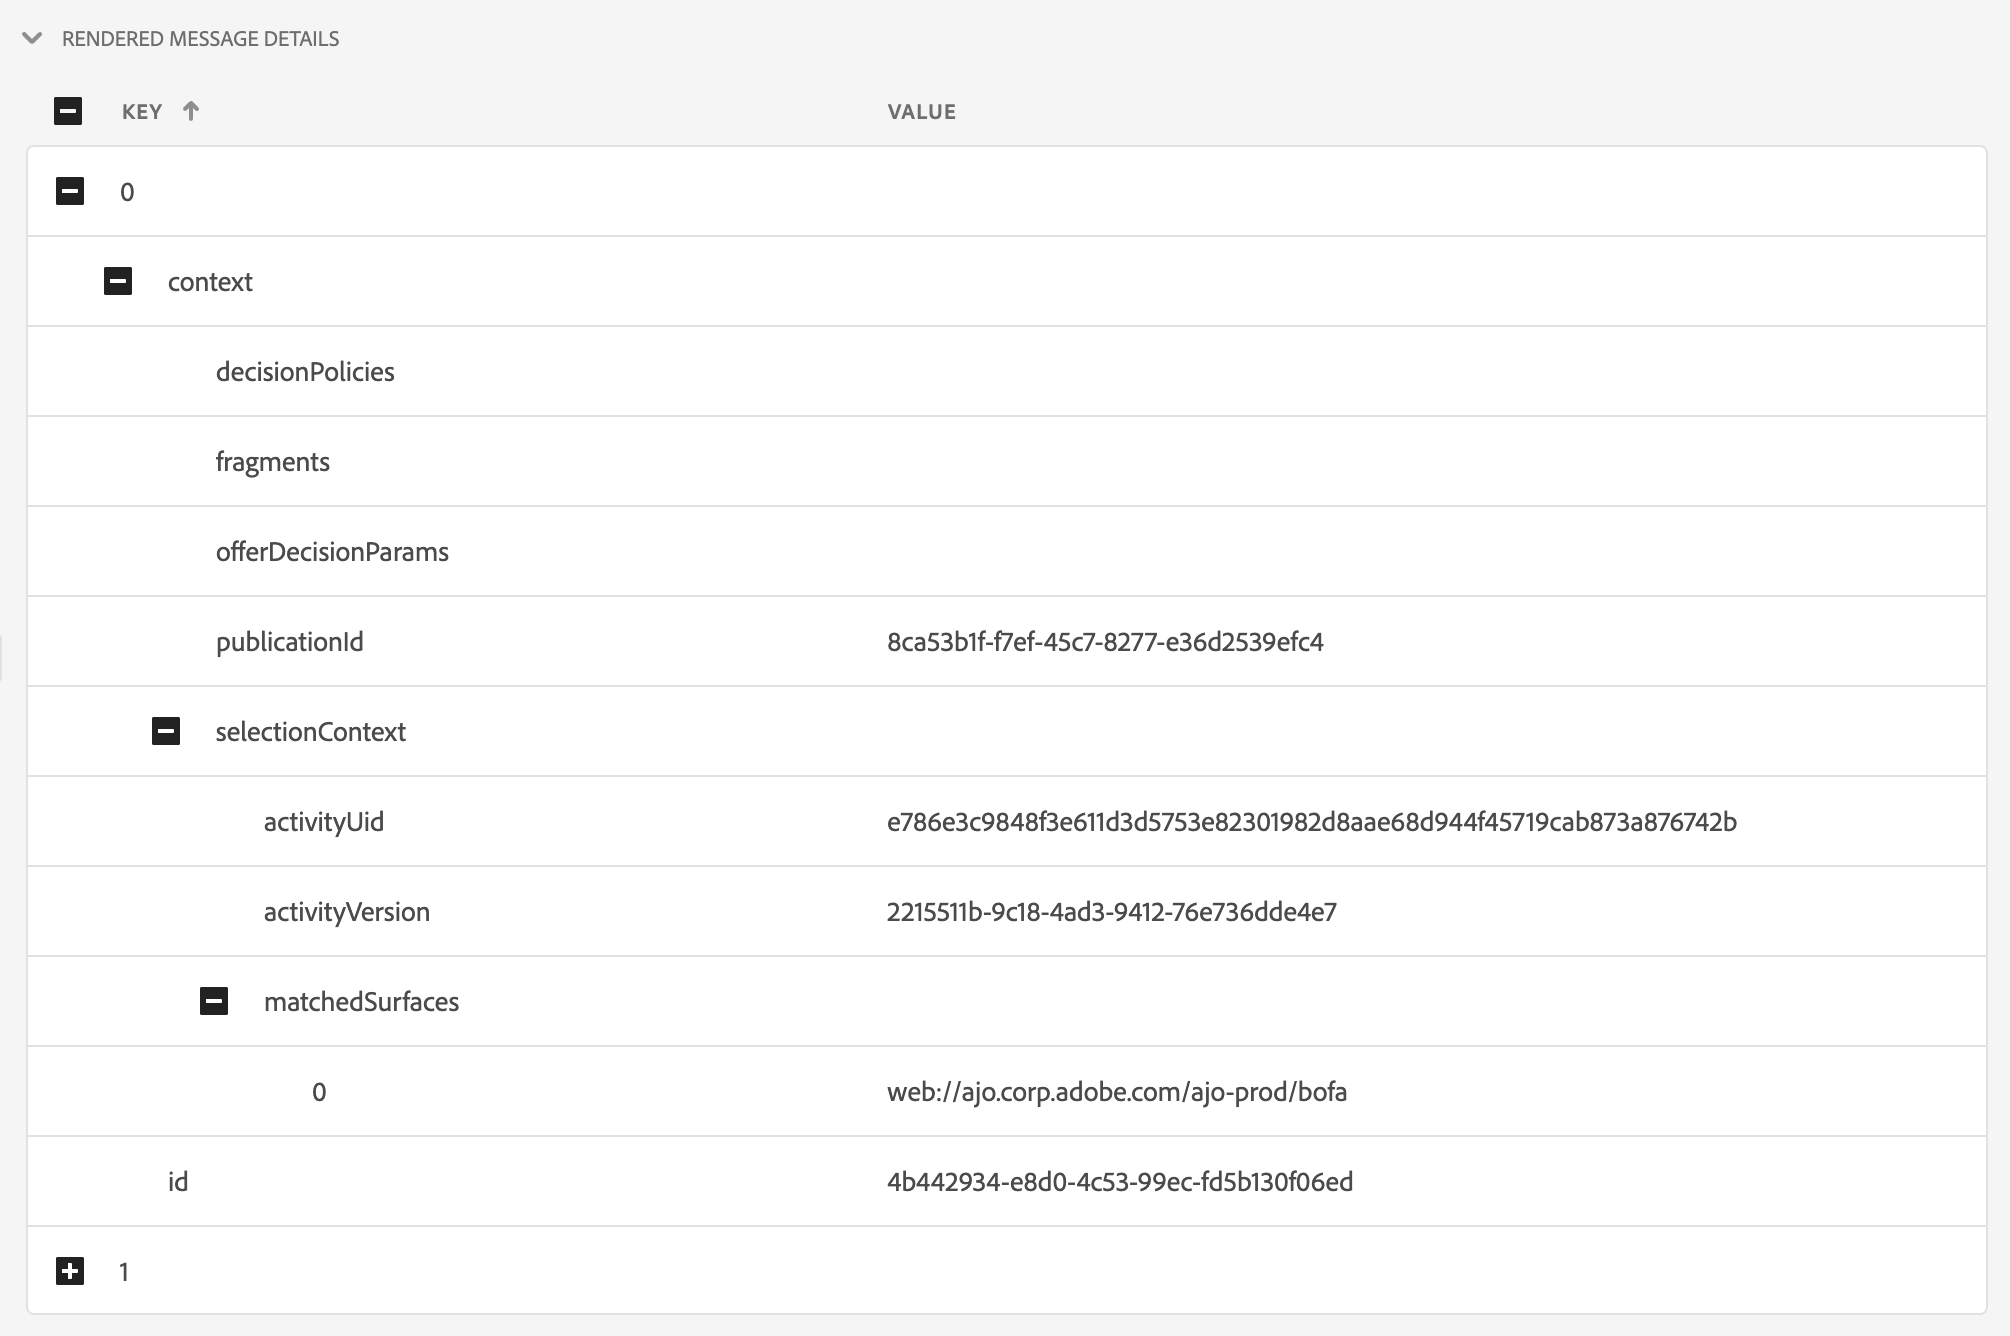 RENDERED MESSAGE DETAILS
KEY VALUE
0
context
decisionPolicies
fragments
offerDecisionParams
publicationId 8ca53b1f-f7ef-45c7-8277-e36d2539efc4
selectionContext
activityUid e786e3c9848f3e611d3d5753e82301982d8aae68d944f45719cab873a876742b
activityVersion 2215511b-9c18-4ad3-9412-76e736dde4e7
matchedSurfaces
0 web://ajo.corp.adobe.com/ajo-prod/bofa
id 4b442934-e8d0-4c53-99ec-fd5b130f06ed
1